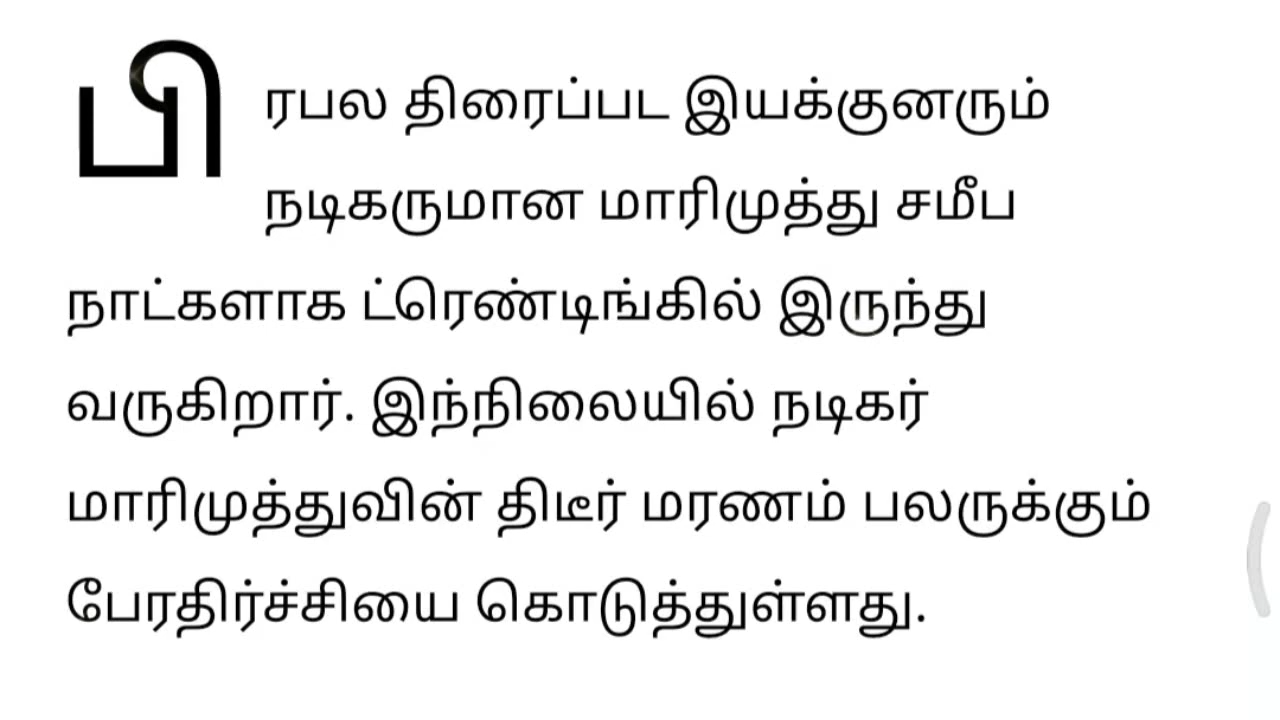 பிரபல திரைப்பட இயக்குனரும்
நடிகருமான மாரிமுத்து சமீப
நாட்களாக ட்ரெண்டிங்கில் இருந்து
வருகிறார். இந்நிலையில் நடிகர்
மாரிமுத்துவின் திடீர் மரணம் பலருக்கும்
பேரதிர்ச்சியை கொடுத்துள்ளது.